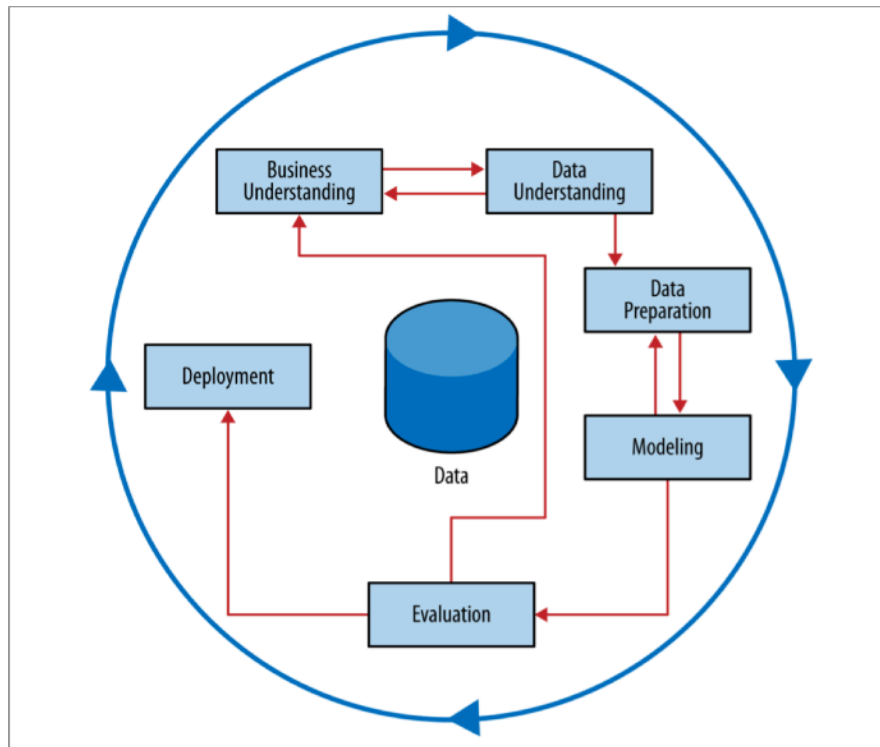 Business
Understanding
Data
Understanding
Data
Preparation
Deployment
Modeling
Data
Evaluation